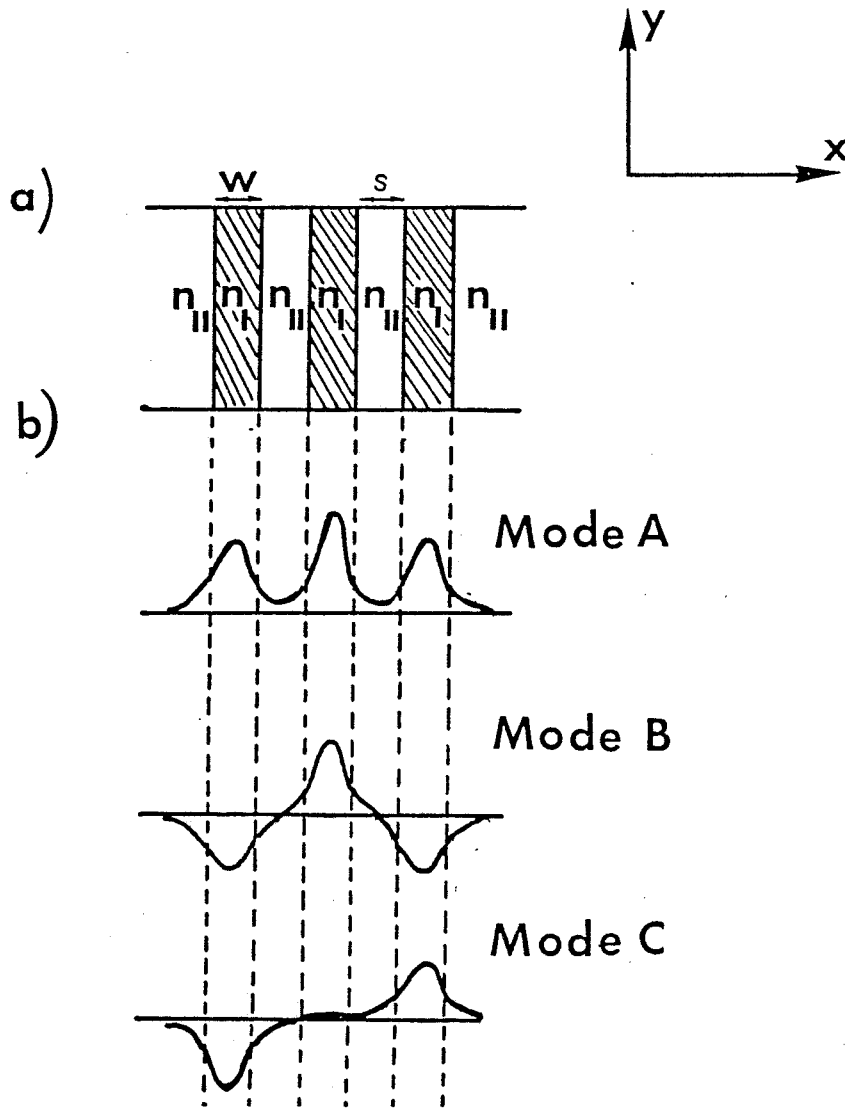 y
x
a)
w s
n_II n_I n_II n_I n_II n_I n_II
b)
Mode A
Mode B
Mode C